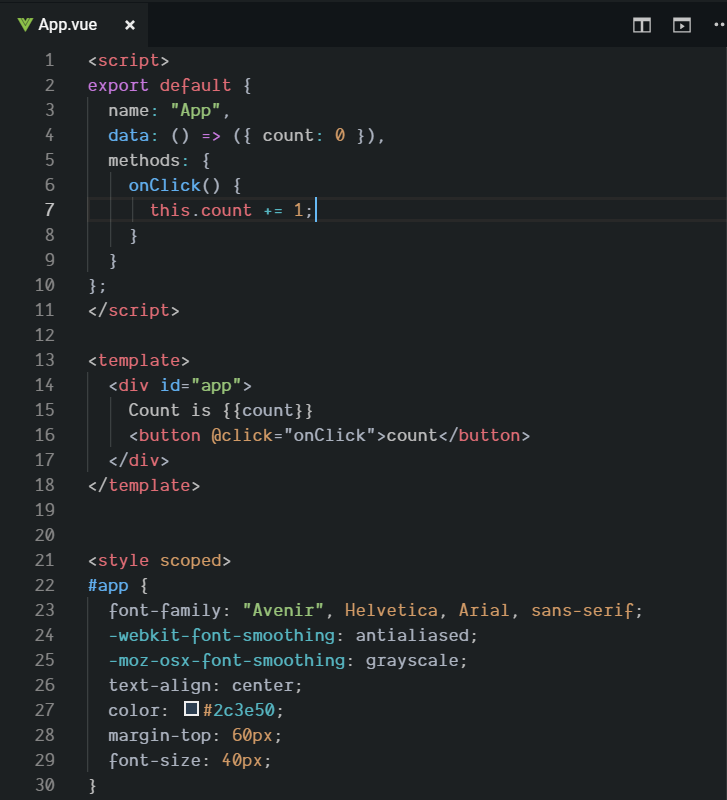 App.vue ×
1 <script>
2 export default {
3   name: "App",
4   data: () => ({ count: 0 }),
5   methods: {
6     onClick() {
7       this.count += 1;
8     }
9   }
10 };
11 </script>
12
13 <template>
14   <div id="app">
15     Count is {{count}}
16     <button @click="onClick">count</button>
17   </div>
18 </template>
19
20
21 <style scoped>
22 #app {
23   font-family: "Avenir", Helvetica, Arial, sans-serif;
24   -webkit-font-smoothing: antialiased;
25   -moz-osx-font-smoothing: grayscale;
26   text-align: center;
27   color: #2c3e50;
28   margin-top: 60px;
29   font-size: 40px;
30 }